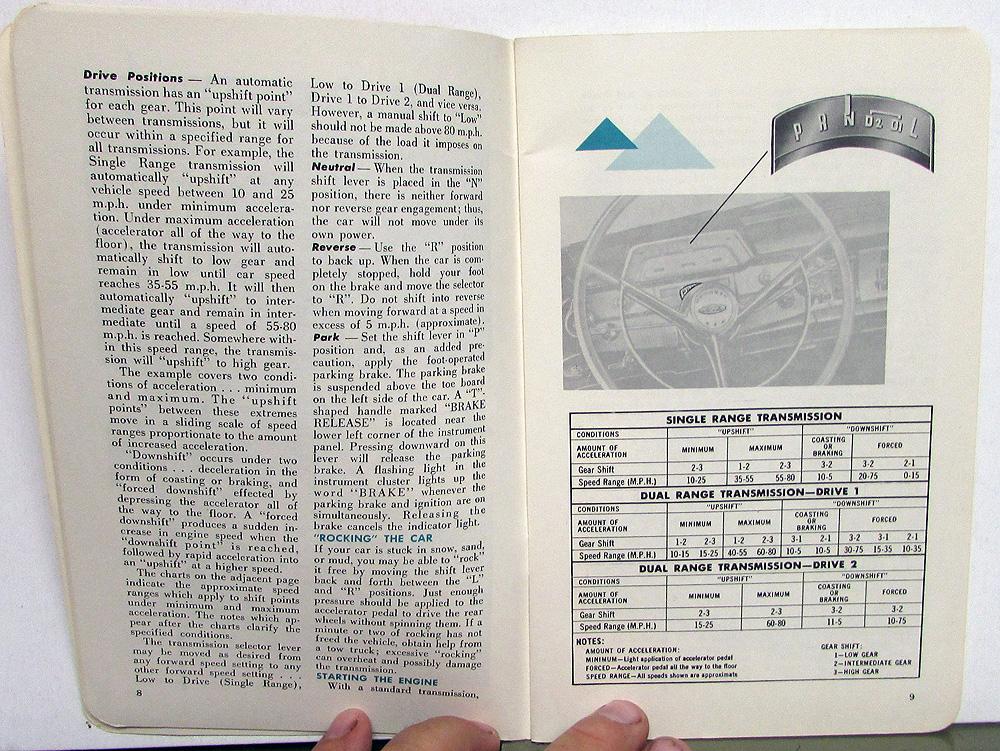 Drive Positions — An automatic
transmission has an "upshift point"
for each gear. This point will vary
between transmissions, but it will
occur within a specified range for
all transmissions. For example, the
Single Range transmission will
automatically "upshift" at any
vehicle speed between 10 and 25
m.p.h. under minimum accelera-
tion. Under maximum acceleration
(accelerator all of the way to the
floor), the transmission will auto-
matically shift to low gear and
remain in low until car speed
reaches 35-55 m.p.h. It will then
automatically "upshift" to inter-
mediate gear and remain in inter-
mediate until a speed of 55-80
m.p.h. is reached. Somewhere with-
in this speed range, the transmis-
sion will "upshift" to high gear.
The example covers two condi-
tions of acceleration . . . minimum
and maximum. The "upshift
points" between these extremes
move in a sliding scale of speed
ranges proportionate to the amount
of increased acceleration.
"Downshift" occurs under two
conditions . . . deceleration in the
form of coasting or braking, and
"forced downshift" effected by
depressing the accelerator all of
the way to the floor. A "forced
downshift" produces a sudden in-
crease in engine speed when the
"downshift point" is reached,
followed by rapid acceleration into
an "upshift" at a higher speed.
The charts on the adjacent page
indicate the approximate speed
ranges which apply to shift points
under minimum and maximum
acceleration. The notes which ap-
pear after the charts clarify the
specified conditions.
The transmission selector lever
may be moved as desired from
any forward speed setting to any
other forward speed setting . . .
Low to Drive (Single Range),
8
Low to Drive 1 (Dual Range),
Drive 1 to Drive 2, and vice versa.
However, a manual shift to "Low"
should not be made above 80 m.p.h.
because of the load it imposes on
the transmission.
Neutral — When the transmission
shift lever is placed in the "N"
position, there is neither forward
nor reverse gear engagement; thus,
the car will not move under its
own power.
Reverse — Use the "R" position
to back up. When the car is com-
pletely stopped, hold your foot
on the brake and move the selector
to "R". Do not shift into reverse
when moving forward at a speed in
excess of 5 m.p.h. (approximate).
Park — Set the shift lever in "P"
position and, as an added pre-
caution, apply the foot-operated
parking brake. The parking brake
is suspended above the toe board
on the left side of the car. A "T"-
shaped handle marked "BRAKE
RELEASE" is located near the
lower left corner of the instrument
panel. Pressing downward on this
lever will release the parking
brake. A flashing light in the
instrument cluster lights up the
word "BRAKE" whenever the
parking brake and ignition are on
simultaneously. Releasing the
brake cancels the indicator light.
"ROCKING" THE CAR
If your car is stuck in snow, sand,
or mud, you may be able to "rock"
it free by moving the shift lever
back and forth between the "L"
and "R" positions. Just enough
pressure should be applied to the
accelerator pedal to drive the rear
wheels without spinning them. If a
minute or two of rocking has not
freed the vehicle, obtain help from
a tow truck; excessive "rocking"
can overheat and possibly damage
the transmission.
STARTING THE ENGINE
With a standard transmission,
P R N D2 D1 L
SINGLE RANGE TRANSMISSION
CONDITIONS "UPSHIFT" "DOWNSHIFT"
AMOUNT OF ACCELERATION MINIMUM MAXIMUM COASTING OR BRAKING FORCED
Gear Shift 2-3 1-2 2-3 3-2 3-2 2-1
Speed Range (M.P.H.) 10-25 35-55 55-80 10-5 20-75 0-15
DUAL RANGE TRANSMISSION—DRIVE 1
CONDITIONS "UPSHIFT" "DOWNSHIFT"
AMOUNT OF ACCELERATION MINIMUM MAXIMUM COASTING OR BRAKING FORCED
Gear Shift 1-2 2-3 1-2 2-3 3-1 2-1 3-2 3-1 2-1
Speed Range (M.P.H.) 10-15 15-25 40-55 60-80 10-5 10-5 30-75 15-35 10-35
DUAL RANGE TRANSMISSION—DRIVE 2
CONDITIONS "UPSHIFT" "DOWNSHIFT"
AMOUNT OF ACCELERATION MINIMUM MAXIMUM COASTING OR BRAKING FORCED
Gear Shift 2-3 2-3 3-2 3-2
Speed Range (M.P.H.) 15-25 60-80 11-5 10-75
NOTES:
AMOUNT OF ACCELERATION:
MINIMUM—Light application of accelerator pedal
FORCED—Accelerator pedal all the way to the floor
SPEED RANGE—All speeds shown are approximate
GEAR SHIFT:
1—LOW GEAR
2—INTERMEDIATE GEAR
3—HIGH GEAR
9